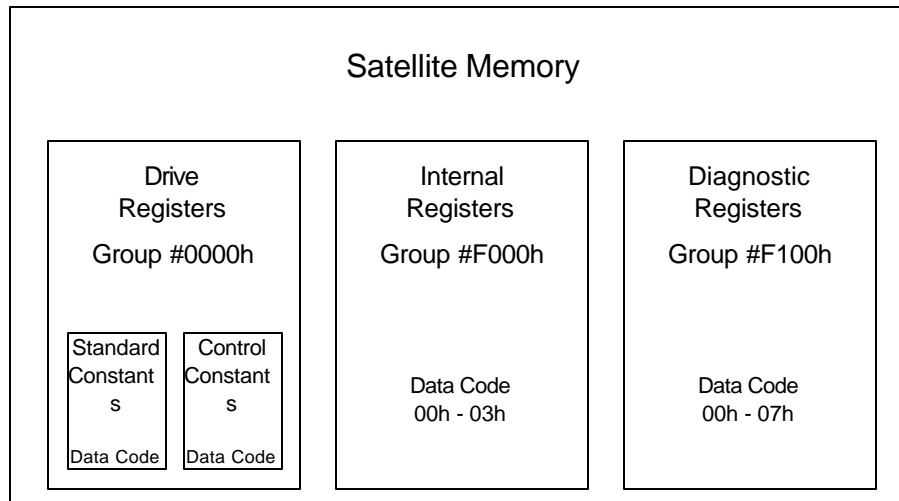 Satellite Memory
Drive
Registers
Group #0000h
Standard
Constant
s
Data Code
Control
Constant
s
Data Code
Internal
Registers
Group #F000h
Data Code
00h - 03h
Diagnostic
Registers
Group #F100h
Data Code
00h - 07h